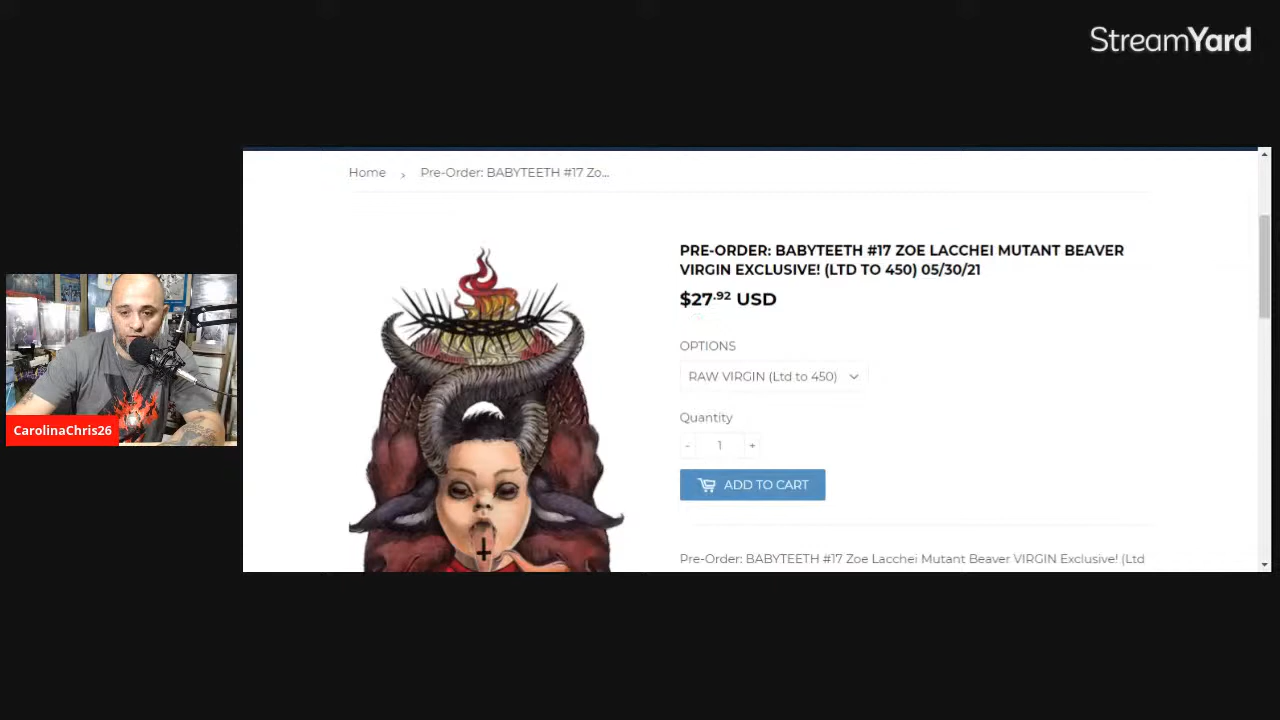 StreamYard
Home › Pre-Order: BABYTEETH #17 Zo...
PRE-ORDER: BABYTEETH #17 ZOE LACCHEI MUTANT BEAVER
VIRGIN EXCLUSIVE! (LTD TO 450) 05/30/21
$27.92 USD
OPTIONS
RAW VIRGIN (Ltd to 450)
Quantity
- 1 +
ADD TO CART
CarolinaChris26
Pre-Order: BABYTEETH #17 Zoe Lacchei Mutant Beaver VIRGIN Exclusive! (Ltd